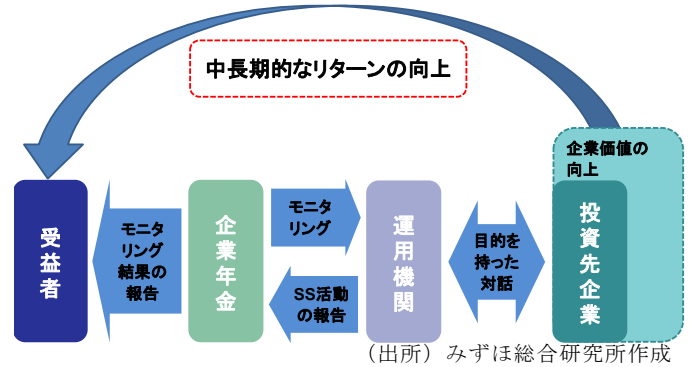 中長期的なリターンの向上
企業価値の
向上
受益者
モニタ
リング
結果の
報告
企業年金
モニタ
リング
SS活動
の報告
運用機関
目的を
持った
対話
投資先企業
（出所）みずほ総合研究所作成